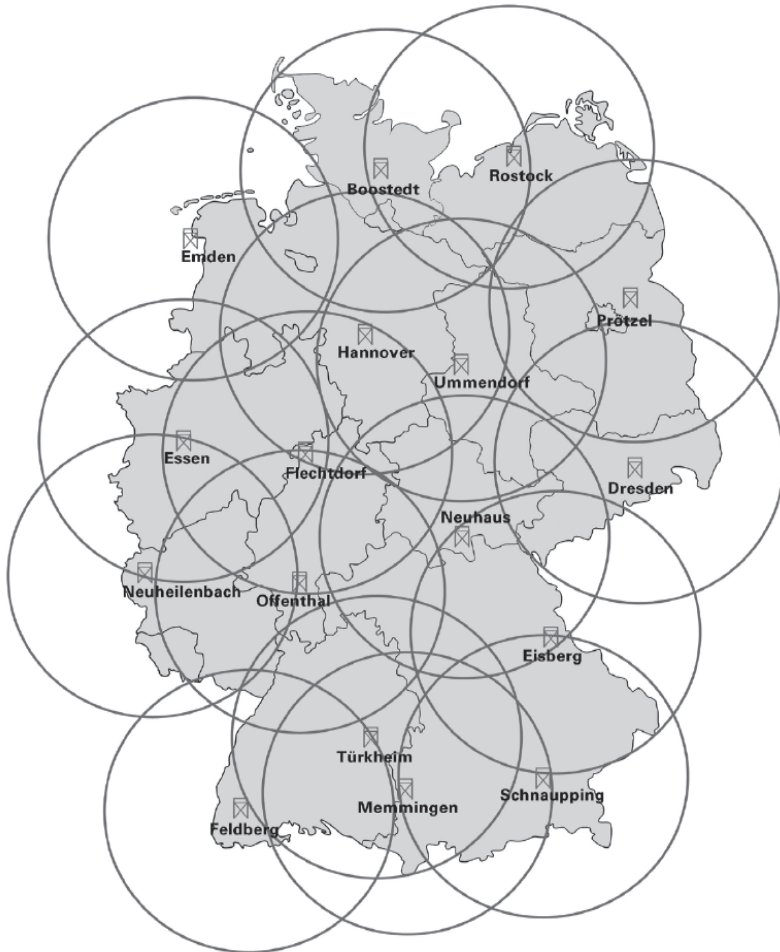 Boostedt
Rostock
Emden
Prötzel
Hannover
Ummendorf
Essen
Flechtdorf
Dresden
Neuhaus
Neuheilenbach
Offenthal
Eisberg
Türkheim
Memmingen
Schnaupping
Feldberg